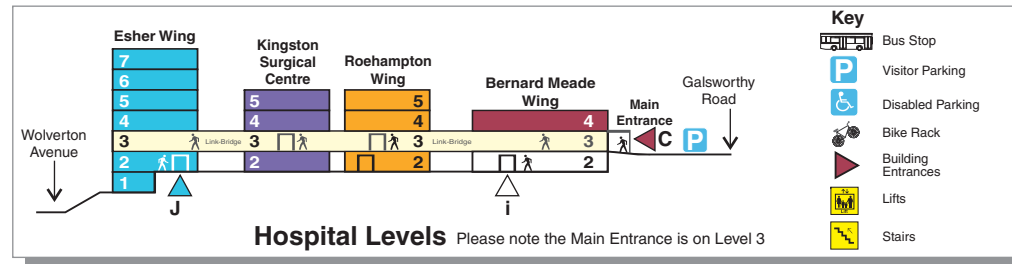 Esher Wing
7
6
5
4
3
2
1
Wolverton
Avenue
J
Link-Bridge
Kingston
Surgical
Centre
5
4
3
2
Roehampton
Wing
5
4
3
2
Link-Bridge
Bernard Meade
Wing
4
3
2
i
Main
Entrance
C
P
Galsworthy
Road
Hospital Levels Please note the Main Entrance is on Level 3
Key
Bus Stop
P Visitor Parking
Disabled Parking
Bike Rack
Building
Entrances
Lifts
Stairs